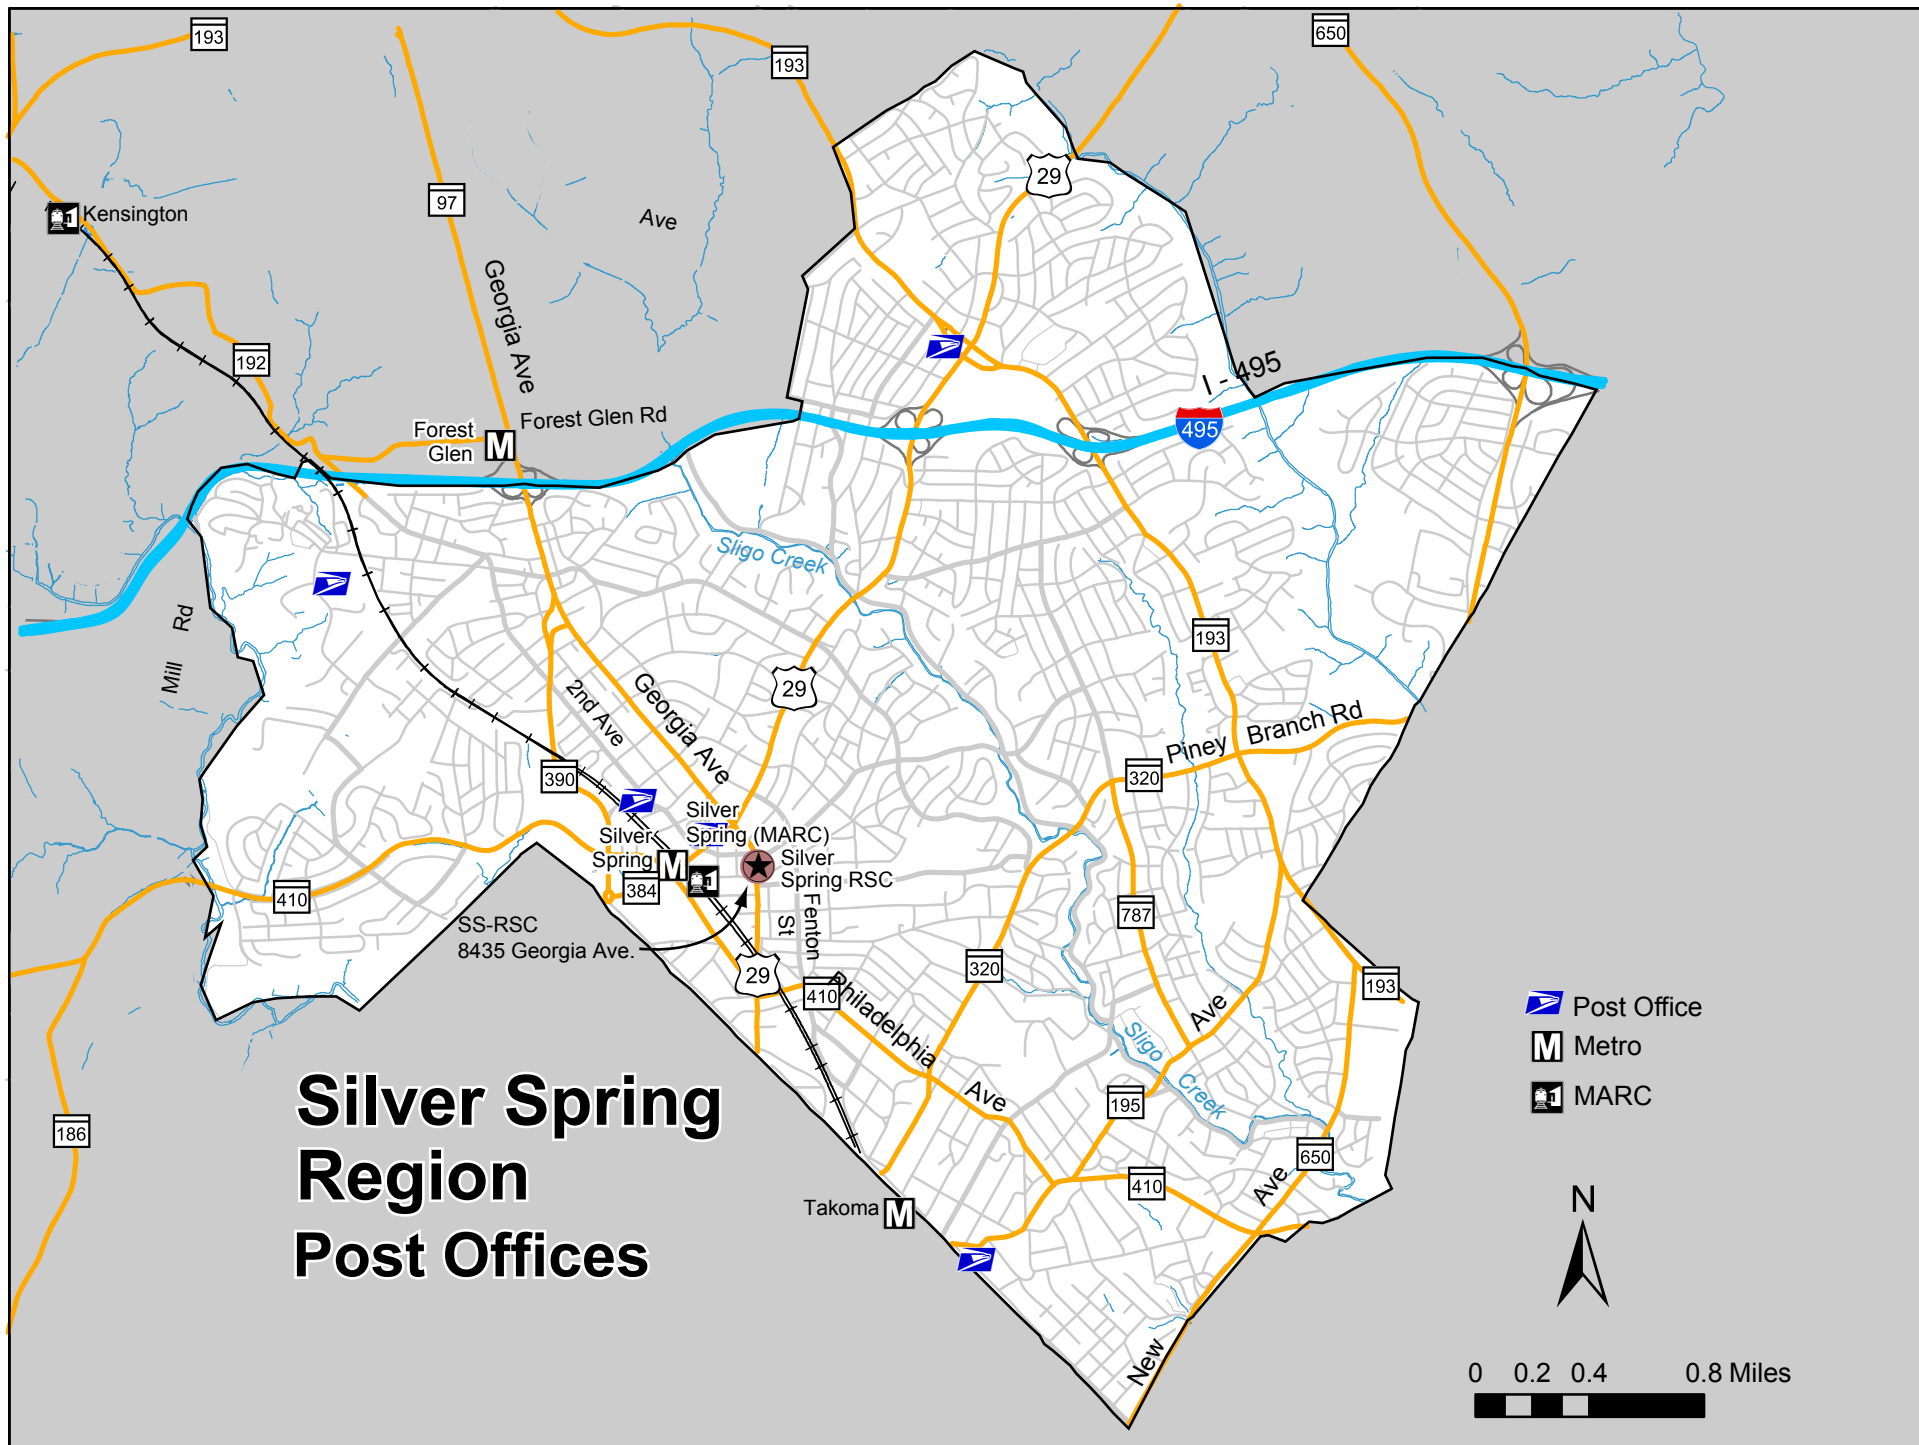 193
193
650
29
97
Kensington
Ave
Georgia Ave
192
I - 495
495
Forest Glen Rd
Forest
Glen
Sligo Creek
Rd
Mill
193
29
2nd Ave
Georgia Ave
Piney Branch Rd
320
390
Silver
Spring (MARC)
Silver
Spring
Silver
Spring RSC
384
410
Fenton
St
787
SS-RSC
8435 Georgia Ave.
29
320
193
410
Philadelphia
Ave
Ave
Sligo
Creek
195
186
650
410
Ave
New
Takoma
Silver Spring
Region
Post Offices
Post Office
M Metro
MARC
N
0 0.2 0.4 0.8 Miles
M
M
M